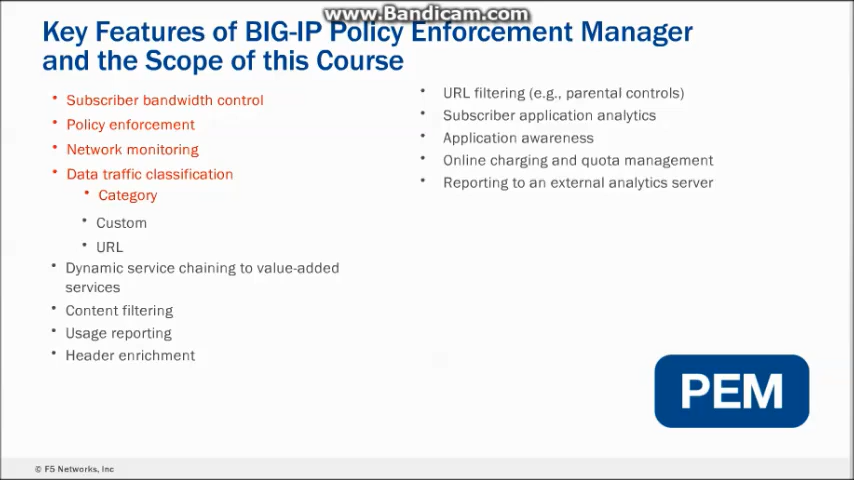 www.Bandicam.com
Key Features of BIG-IP Policy Enforcement Manager
and the Scope of this Course
• Subscriber bandwidth control
• Policy enforcement
• Network monitoring
• Data traffic classification
• Category
• Custom
• URL
• Dynamic service chaining to value-added
services
• Content filtering
• Usage reporting
• Header enrichment
• URL filtering (e.g., parental controls)
• Subscriber application analytics
• Application awareness
• Online charging and quota management
• Reporting to an external analytics server
PEM
© F5 Networks, Inc